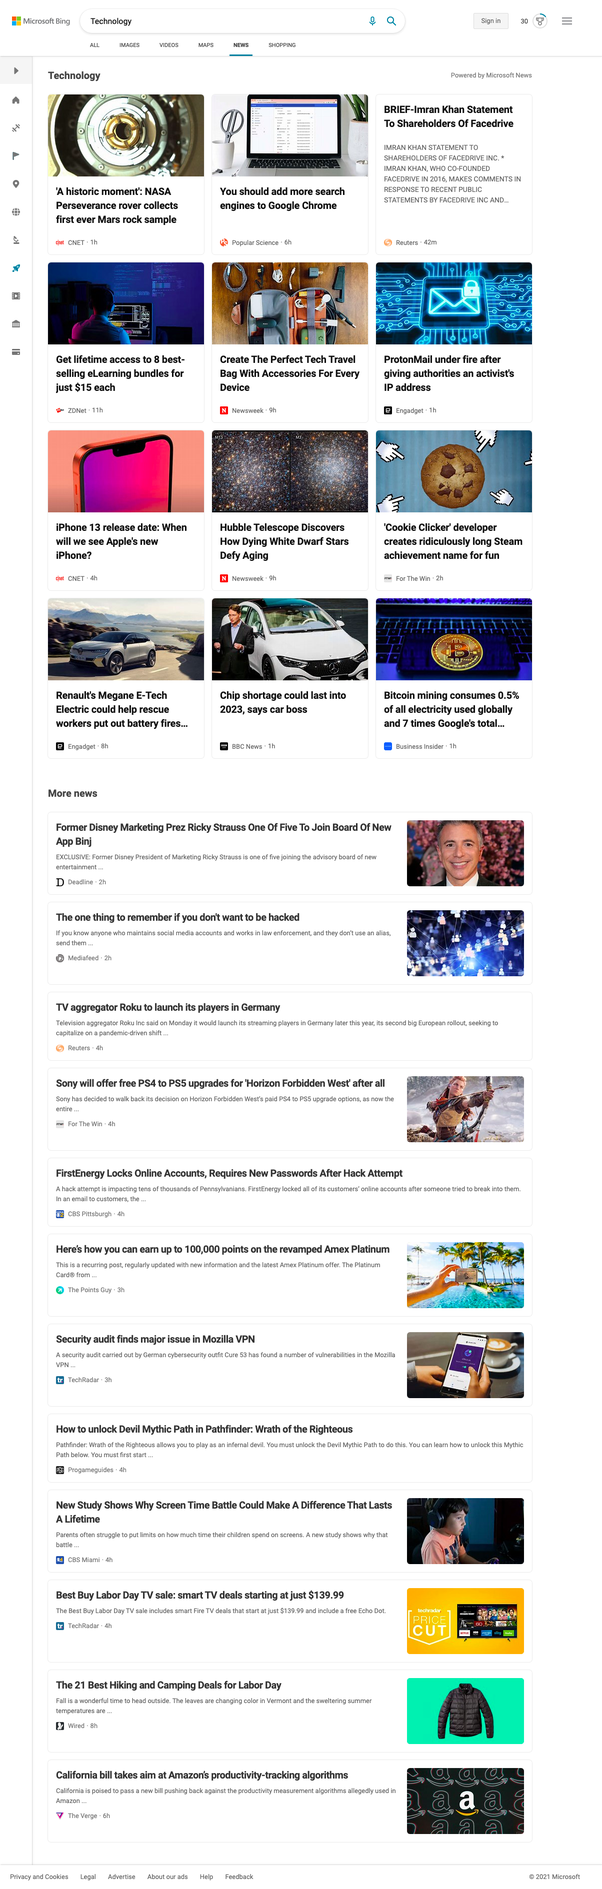 Microsoft Bing
Technology
Sign in
30
ALL
IMAGES
VIDEOS
MAPS
NEWS
SHOPPING
Technology
Powered by Microsoft News
'A historic moment': NASA
Perseverance rover collects
first ever Mars rock sample
CNET · 1h
You should add more search
engines to Google Chrome
Popular Science · 6h
BRIEF-Imran Khan Statement
To Shareholders Of Facedrive
IMRAN KHAN STATEMENT TO
SHAREHOLDERS OF FACEDRIVE INC. *
IMRAN KHAN, WHO CO-FOUNDED
FACEDRIVE IN 2016, MAKES COMMENTS IN
RESPONSE TO RECENT PUBLIC
STATEMENTS BY FACEDRIVE INC AND...
Reuters · 42m
Get lifetime access to 8 best-
selling eLearning bundles for
just $15 each
ZDNet · 11h
Create The Perfect Tech Travel
Bag With Accessories For Every
Device
Newsweek · 9h
ProtonMail under fire after
giving authorities an activist's
IP address
Engadget · 1h
iPhone 13 release date: When
will we see Apple's new
iPhone?
CNET · 4h
Hubble Telescope Discovers
How Dying White Dwarf Stars
Defy Aging
Newsweek · 9h
'Cookie Clicker' developer
creates ridiculously long Steam
achievement name for fun
For The Win · 2h
Renault's Megane E-Tech
Electric could help rescue
workers put out battery fires...
Engadget · 8h
Chip shortage could last into
2023, says car boss
BBC News · 1h
Bitcoin mining consumes 0.5%
of all electricity used globally
and 7 times Google's total...
Business Insider · 1h
More news
Former Disney Marketing Prez Ricky Strauss One Of Five To Join Board Of New
App Binj
EXCLUSIVE: Former Disney President of Marketing Ricky Strauss is one of five joining the advisory board of new
entertainment ...
Deadline · 2h
The one thing to remember if you don't want to be hacked
If you know anyone who maintains social media accounts and works in law enforcement, and they don't use an alias,
send them ...
Mediafeed · 2h
TV aggregator Roku to launch its players in Germany
Television aggregator Roku Inc said on Monday it would launch its streaming players in Germany later this year, its second big European rollout, seeking to
capitalize on a pandemic-driven shift ...
Reuters · 4h
Sony will offer free PS4 to PS5 upgrades for 'Horizon Forbidden West' after all
Sony has decided to walk back its decision on Horizon Forbidden West's paid PS4 to PS5 upgrade options, as now the
entire ...
For The Win · 4h
FirstEnergy Locks Online Accounts, Requires New Passwords After Hack Attempt
A hack attempt is impacting tens of thousands of Pennsylvanians. FirstEnergy locked all of its customers' online accounts after someone tried to break into them.
In an email to customers, the ...
CBS Pittsburgh · 4h
Here's how you can earn up to 100,000 points on the revamped Amex Platinum
This is a recurring post, regularly updated with new information and the latest Amex Platinum offer. The Platinum
Card® from ...
The Points Guy · 3h
Security audit finds major issue in Mozilla VPN
A security audit carried out by German cybersecurity outfit Cure 53 has found a number of vulnerabilities in the Mozilla
VPN ...
TechRadar · 3h
How to unlock Devil Mythic Path in Pathfinder: Wrath of the Righteous
Pathfinder: Wrath of the Righteous allows you to play as an infernal devil. You must unlock the Devil Mythic Path to do this. You can learn how to unlock this Mythic
Path below. You must first start ...
Progameguides · 4h
New Study Shows Why Screen Time Battle Could Make A Difference That Lasts
A Lifetime
Parents often struggle to put limits on how much time their children spend on screens. A new study shows why that
battle ...
CBS Miami · 4h
Best Buy Labor Day TV sale: smart TV deals starting at just $139.99
The Best Buy Labor Day TV sale includes smart Fire TV deals that start at just $139.99 and include a free Echo Dot.
TechRadar · 4h
PRICE
CUT
The 21 Best Hiking and Camping Deals for Labor Day
Fall is a wonderful time to head outside. The leaves are changing color in Vermont and the sweltering summer
temperatures are ...
Wired · 8h
California bill takes aim at Amazon's productivity-tracking algorithms
California is poised to pass a new bill pushing back against the productivity measurement algorithms allegedly used in
Amazon ...
The Verge · 6h
Privacy and Cookies
Legal
Advertise
About our ads
Help
Feedback
© 2021 Microsoft